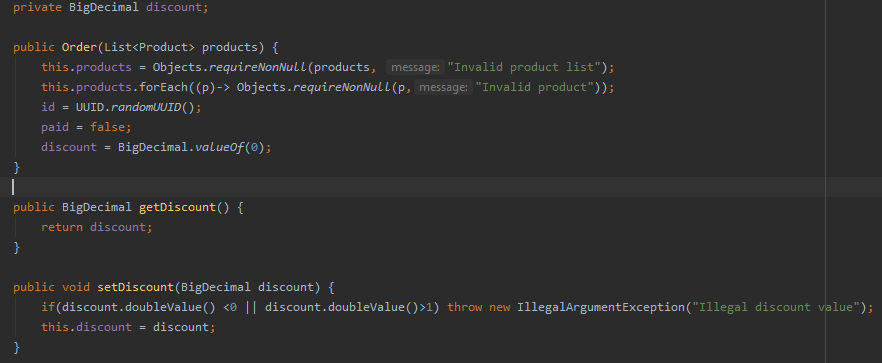 private BigDecimal discount;
public Order(List<Product> products) {
this.products = Objects.requireNonNull(products, message: "Invalid product list");
this.products.forEach((p)-> Objects.requireNonNull(p, message: "Invalid product"));
id = UUID.randomUUID();
paid = false;
discount = BigDecimal.valueOf(0);
}
public BigDecimal getDiscount() {
return discount;
}
public void setDiscount(BigDecimal discount) {
if(discount.doubleValue() <0 || discount.doubleValue()>1) throw new IllegalArgumentException("Illegal discount value");
this.discount = discount;
}